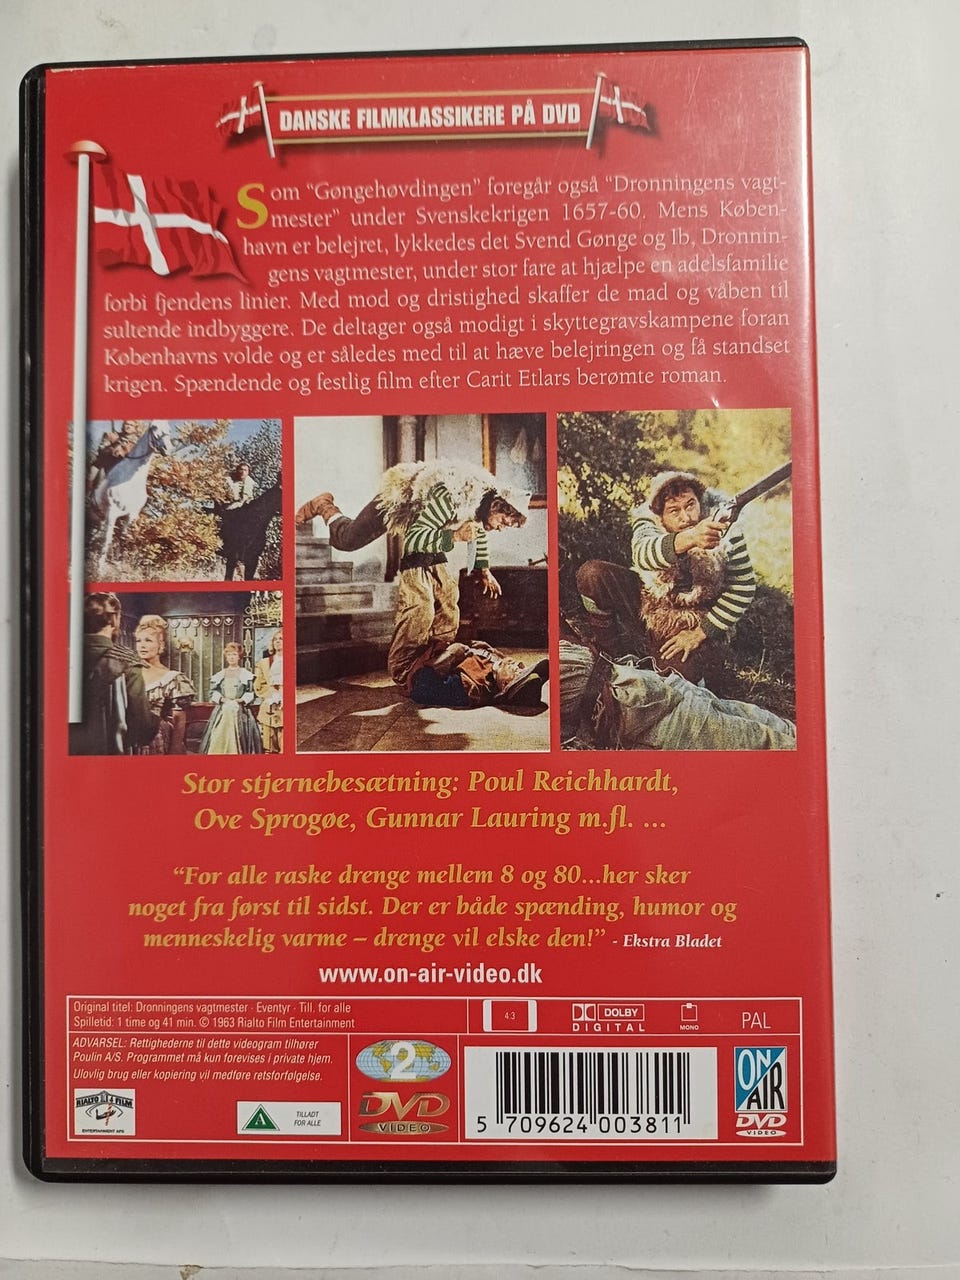 DANSKE FILMKLASSIKERE PÅ DVD
Som "Gøngehøvdingen" foregår også "Dronningens vagt-
mester" under Svenskekrigen 1657-60. Mens Køben-
havn er belejret, lykkedes det Svend Gønge og Ib, Dronnin-
gens vagtmester, under stor fare at hjælpe en adelsfamilie
forbi fjendens linier. Med mod og dristighed skaffer de mad og våben til
sultende indbyggere. De deltager også modigt i skyttegravskampene foran
Københavns volde og er således med til at hæve belejringen og få standset
krigen. Spændende og festlig film efter Carit Etlars berømte roman.
Stor stjernebesætning: Poul Reichhardt,
Ove Sprogøe, Gunnar Lauring m.fl. ...
"For alle raske drenge mellem 8 og 80...her sker
noget fra først til sidst. Der er både spænding, humor og
menneskelig varme – drenge vil elske den!" - Ekstra Bladet
www.on-air-video.dk
Original titel: Dronningens vagtmester · Eventyr · Till. for alle
Spilletid: 1 time og 41 min. © 1963 Rialto Film Entertainment
4:3
DOLBY
DIGITAL
MONO
PAL
ADVARSEL: Rettighederne til dette videogram tilhører
Poulin A/S. Programmet må kun forevises i private hjem.
Ulovlig brug eller kopiering vil medføre retsforfølgelse.
RIALTO FILM
ENTERTAINMENT APS
A
TILLADT
FOR ALLE
2
DVD
VIDEO
5 709624 003811
ON
AIR
DVD
VIDEO